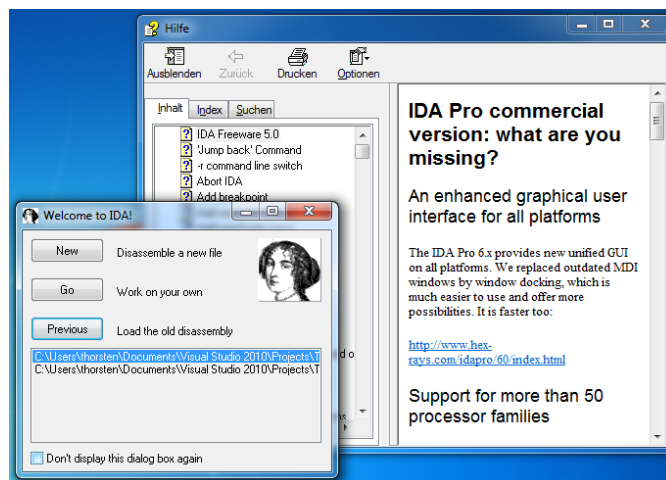 Hilfe
Ausblenden Zurück Drucken Optionen
Inhalt Index Suchen
IDA Freeware 5.0
'Jump back' Command
-r command line switch
Abort IDA
Add breakpoint
IDA Pro commercial
version: what are you
missing?
An enhanced graphical user
interface for all platforms
The IDA Pro 6.x provides new unified GUI
on all platforms. We replaced outdated MDI
windows by window docking, which is
much easier to use and offer more
possibilities. It is faster too:
http://www.hex-
rays.com/idapro/60/index.html
Support for more than 50
processor families
Welcome to IDA!
New Disassemble a new file
Go Work on your own
Previous Load the old disassembly
C:\Users\thorsten\Documents\Visual Studio 2010\Projects\T
C:\Users\thorsten\Documents\Visual Studio 2010\Projects\T
Don't display this dialog box again